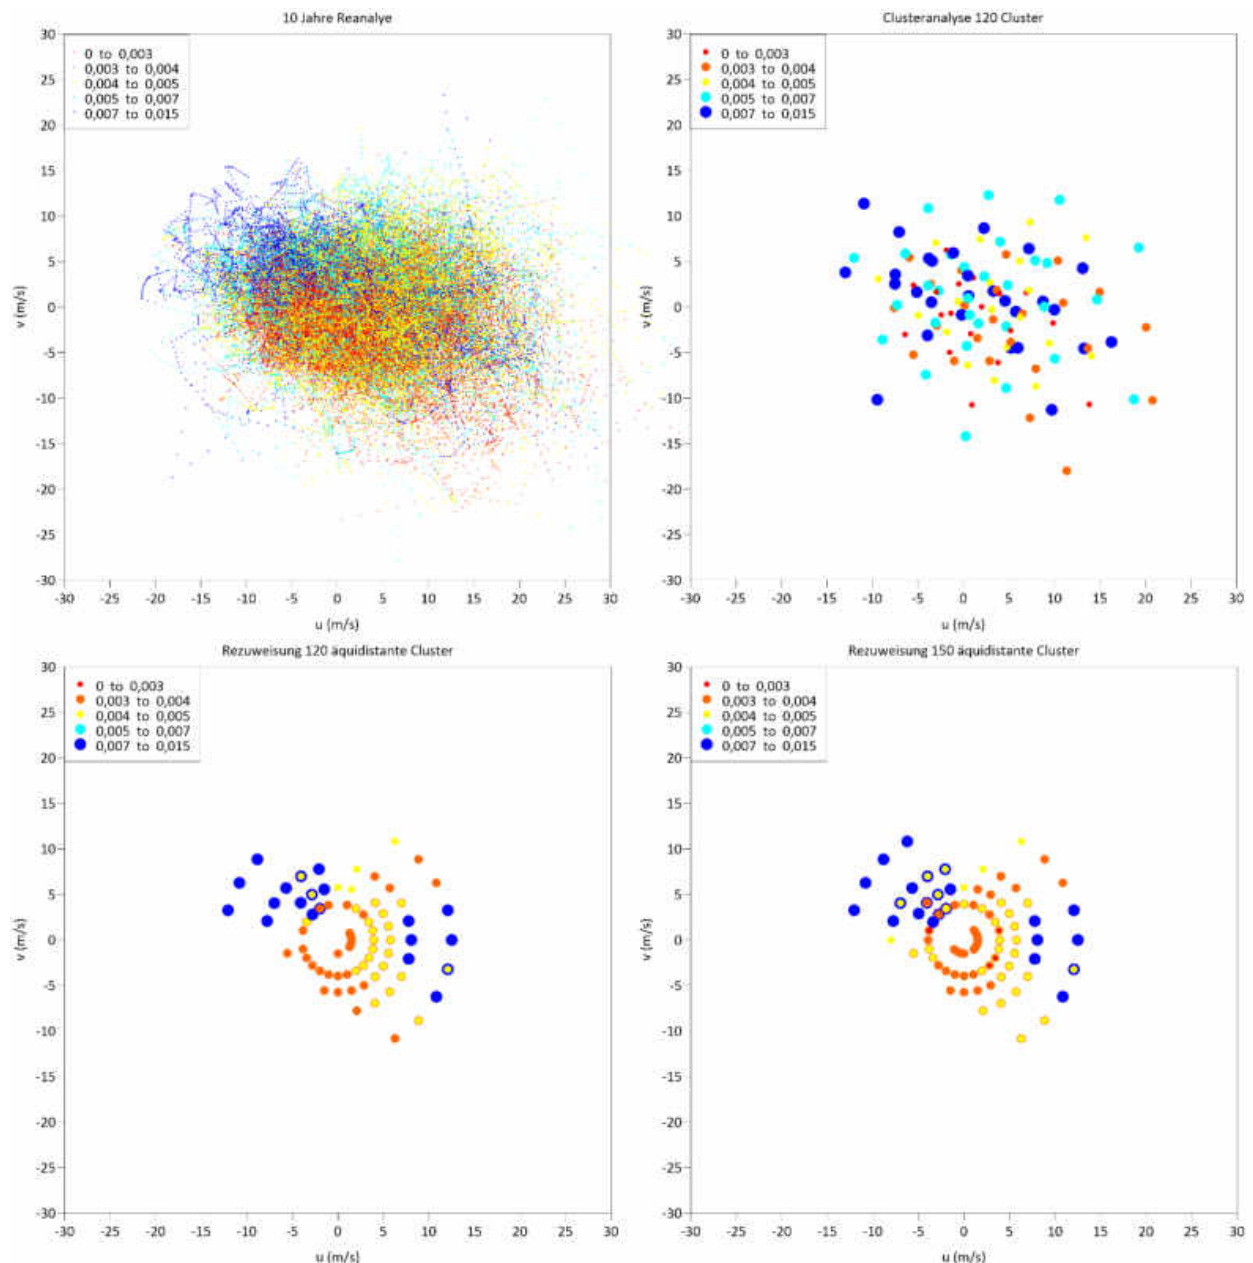 10 Jahre Reanalye
0 to 0,003
0,003 to 0,004
0,004 to 0,005
0,005 to 0,007
0,007 to 0,015
30
25
20
15
10
5
0
-5
-10
-15
-20
-25
-30
v (m/s)
-30 -25 -20 -15 -10 -5 0 5 10 15 20 25 30
u (m/s)
Clusteranalyse 120 Cluster
0 to 0,003
0,003 to 0,004
0,004 to 0,005
0,005 to 0,007
0,007 to 0,015
30
25
20
15
10
5
0
-5
-10
-15
-20
-25
-30
v (m/s)
-30 -25 -20 -15 -10 -5 0 5 10 15 20 25 30
u (m/s)
Rezuweisung 120 äquidistante Cluster
0 to 0,003
0,003 to 0,004
0,004 to 0,005
0,005 to 0,007
0,007 to 0,015
30
25
20
15
10
5
0
-5
-10
-15
-20
-25
-30
v (m/s)
-30 -25 -20 -15 -10 -5 0 5 10 15 20 25 30
u (m/s)
Rezuweisung 150 äquidistante Cluster
0 to 0,003
0,003 to 0,004
0,004 to 0,005
0,005 to 0,007
0,007 to 0,015
30
25
20
15
10
5
0
-5
-10
-15
-20
-25
-30
v (m/s)
-30 -25 -20 -15 -10 -5 0 5 10 15 20 25 30
u (m/s)